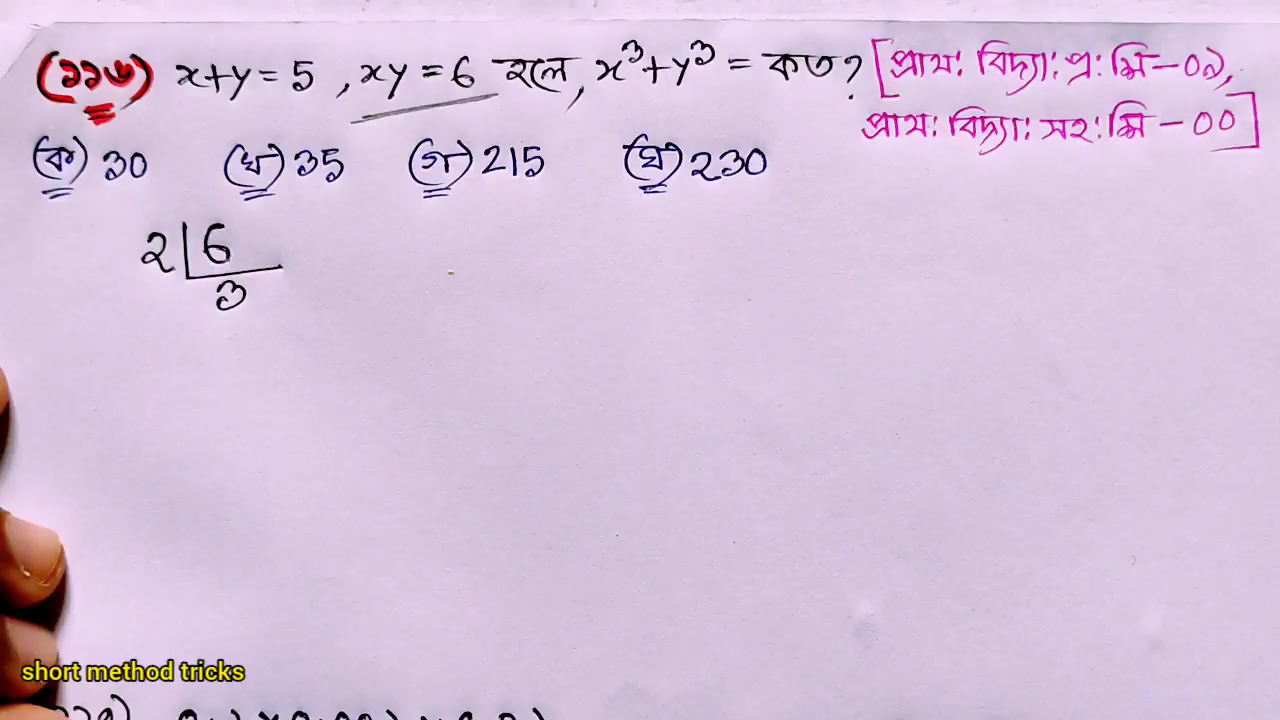 (১১৬) x+y=5, xy=6 হলে, x³+y³= কত? [প্রাথ: বিদ্যা: প্র: শি-০৯,
প্রাথ: বিদ্যা: সহ: শি-০০]
(ক) 30 (খ) 35 (গ) 215 (ঘ) 230
2 | 6
3
short method tricks